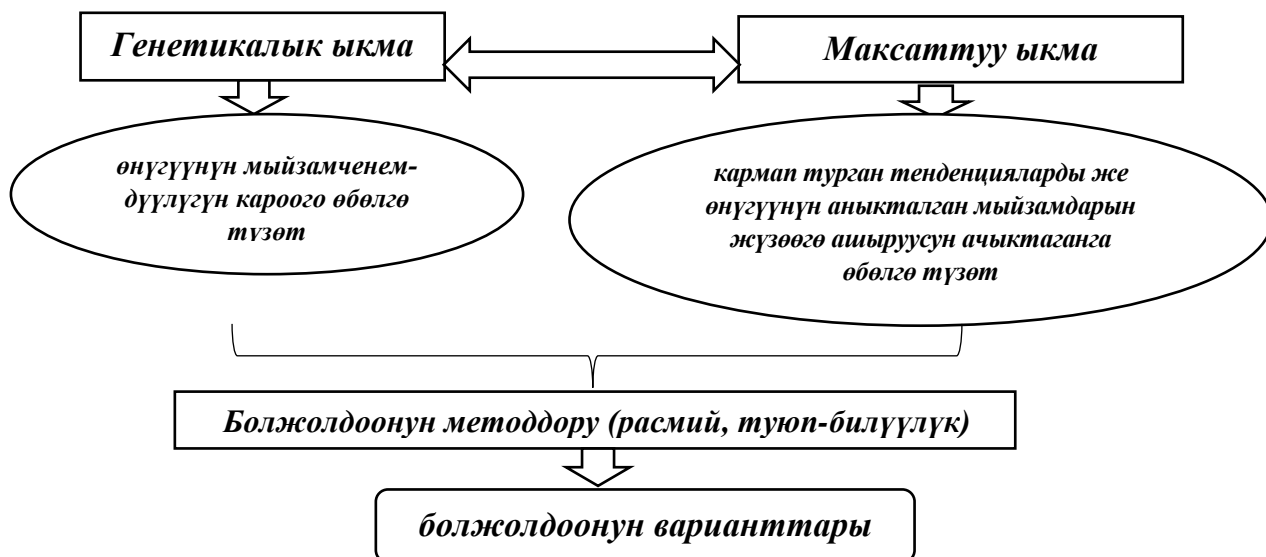 Генетикалык ыкма
Максаттуу ыкма
өнүгүүнүн мыйзамченем-
дүүлүгүн кароого өбөлгө
түзөт
кармап турган тенденцияларды же
өнүгүүнүн аныкталган мыйзамдарын
жүзөөгө ашыруусун ачыктаганга
өбөлгө түзөт
Болжолдоонун методдору (расмий, туюп-билүүлүк)
болжолдоонун варианттары